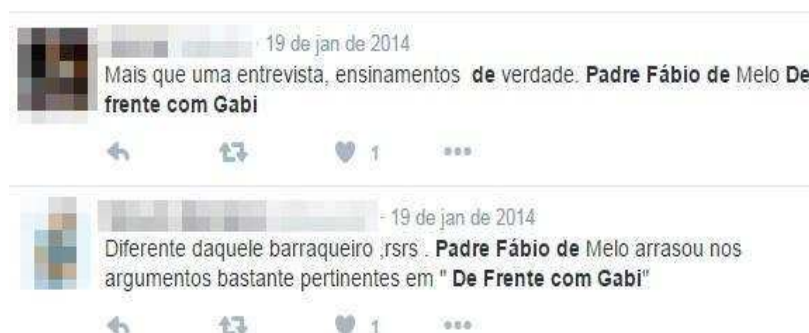 - 19 de jan de 2014
Mais que uma entrevista, ensinamentos de verdade. Padre Fábio de Melo De
frente com Gabi
1
- 19 de jan de 2014
Diferente daquele barraqueiro ,rsrs . Padre Fábio de Melo arrasou nos
argumentos bastante pertinentes em " De Frente com Gabi"
1